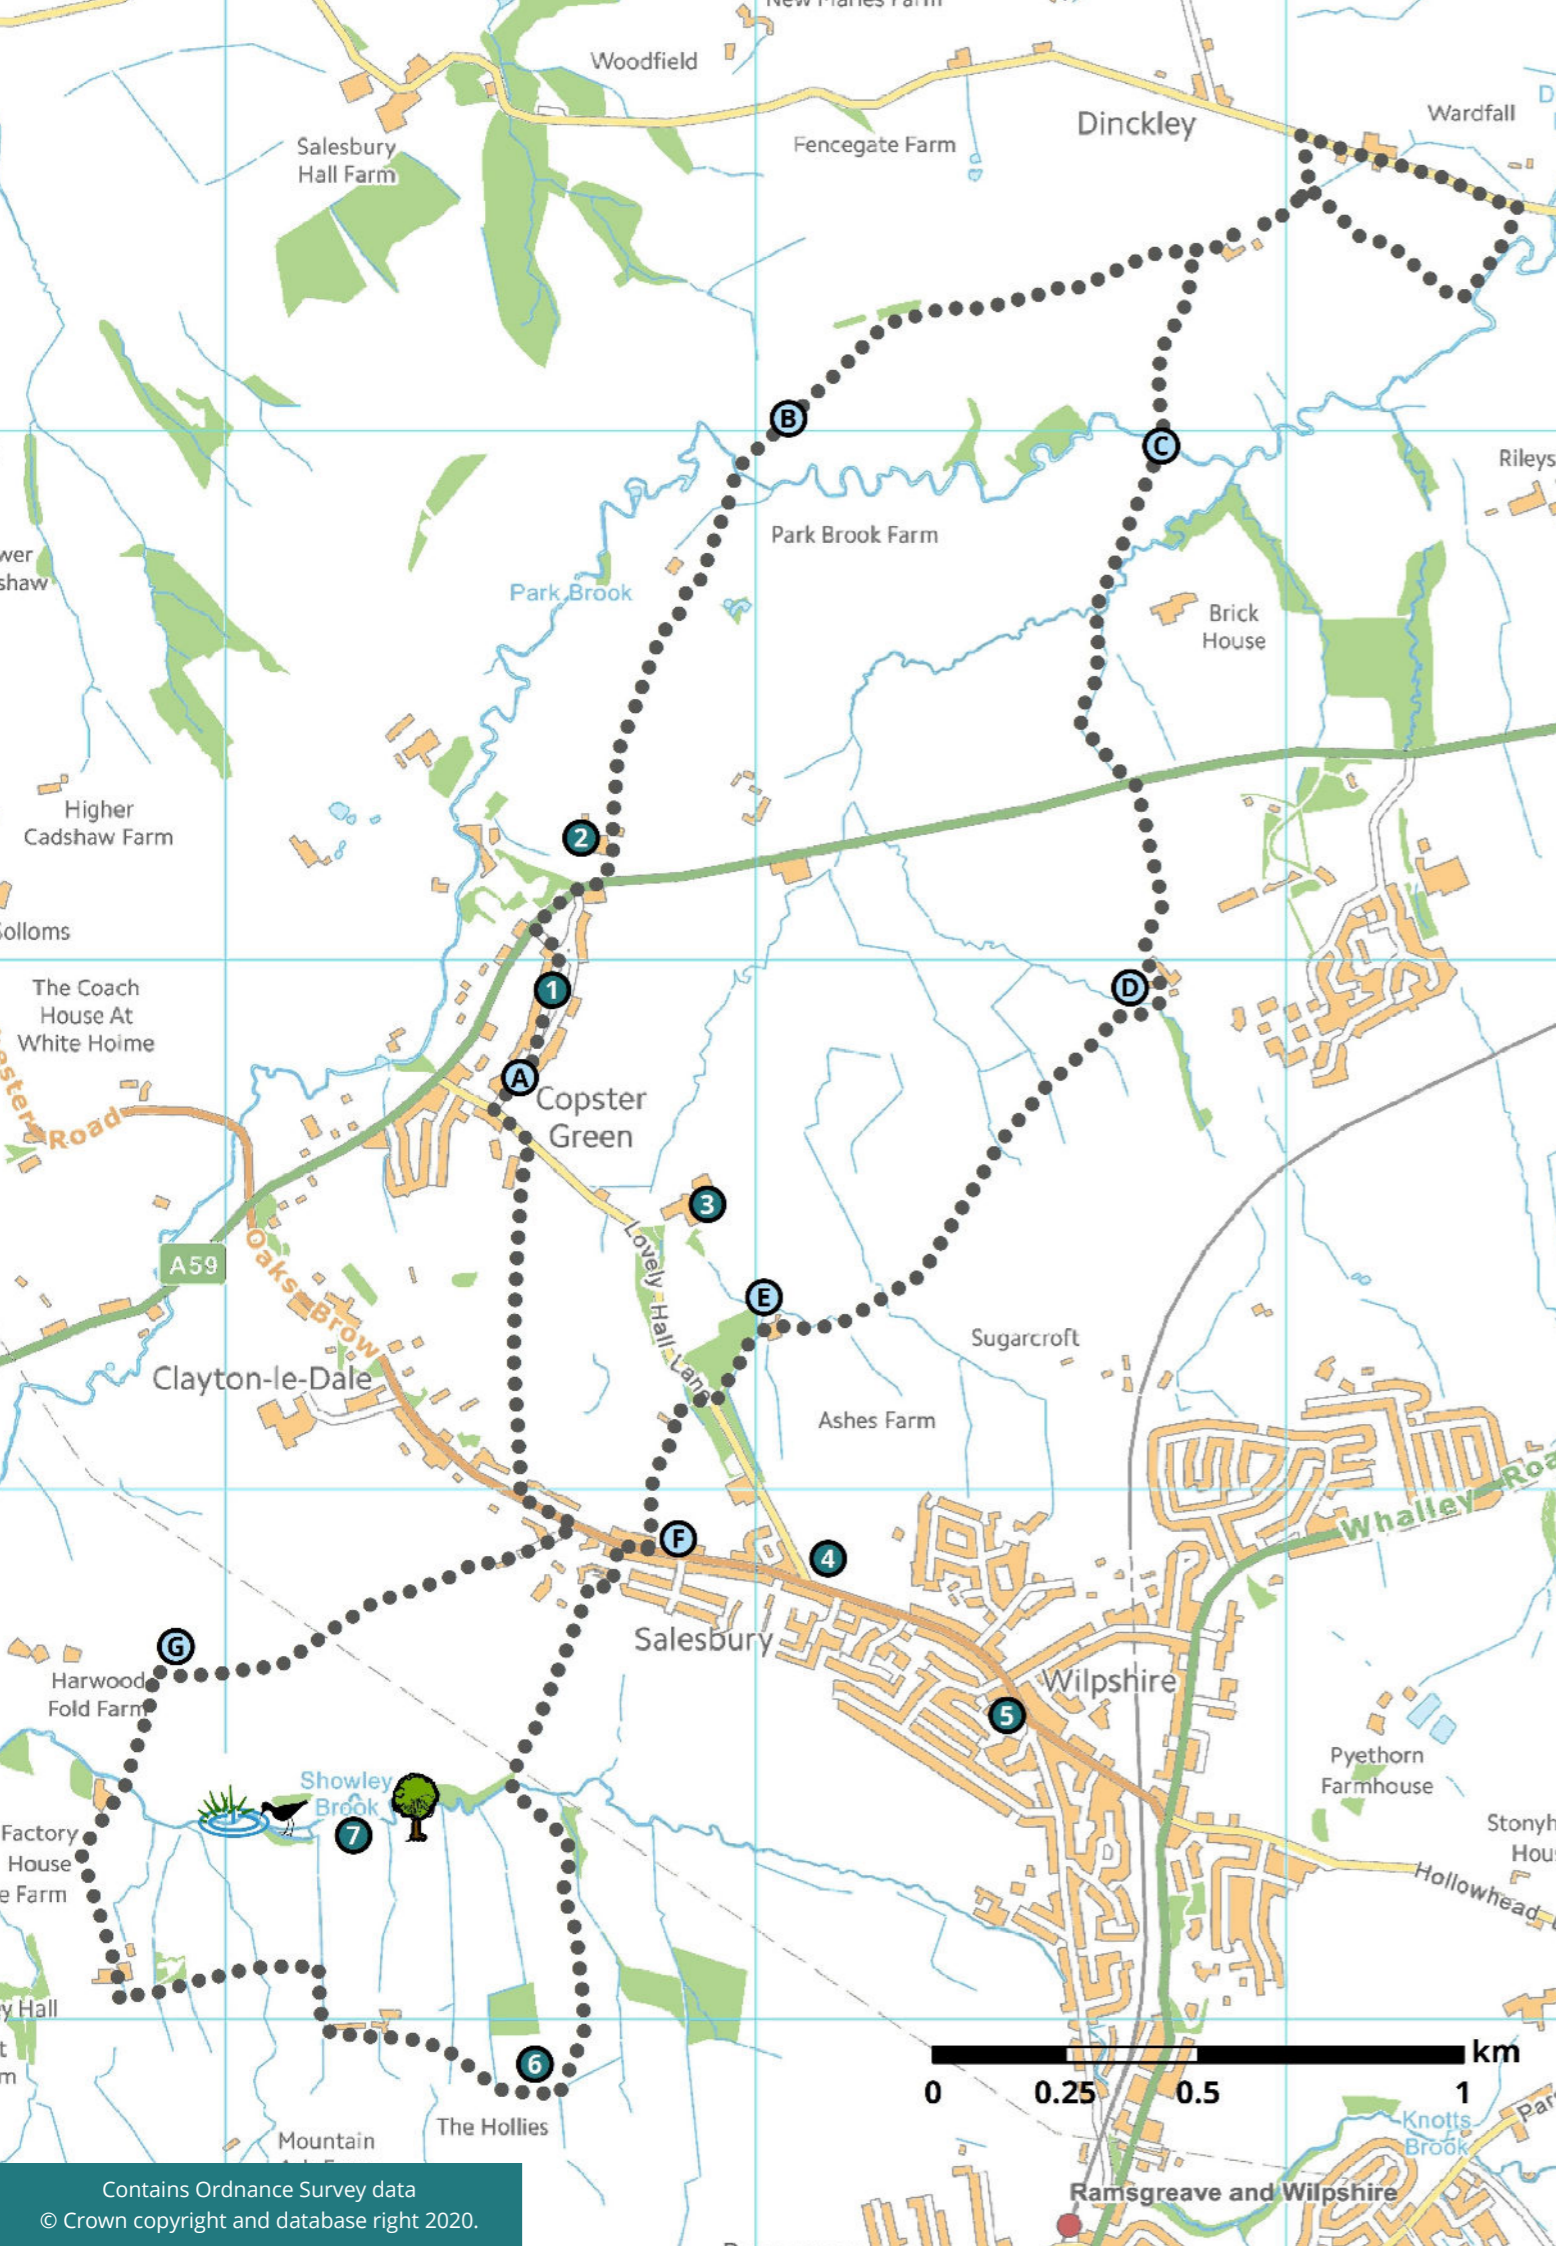 Woodfield
Dinckley
Wardfall
Salesbury
Hall Farm
Fencegate Farm
B
C
Park Brook Farm
Park Brook
Brick
House
Higher
Cadshaw Farm
2
The Coach
House At
White Holme
1
D
A
Copster
Green
Road
3
A59
Oaks Brow
Lovely Hall Lane
E
Sugarcroft
Clayton-le-Dale
Ashes Farm
Whalley Road
F
4
Salesbury
G
Harwood
Fold Farm
Wilpshire
5
Pyethorn
Farmhouse
Showley
Brook
7
Factory
House
Farm
Hollowhead
Hall
6
km
0 0.25 0.5 1
The Hollies
Mountain
Knotts
Brook
Ramsgreave and Wilpshire
Contains Ordnance Survey data
© Crown copyright and database right 2020.